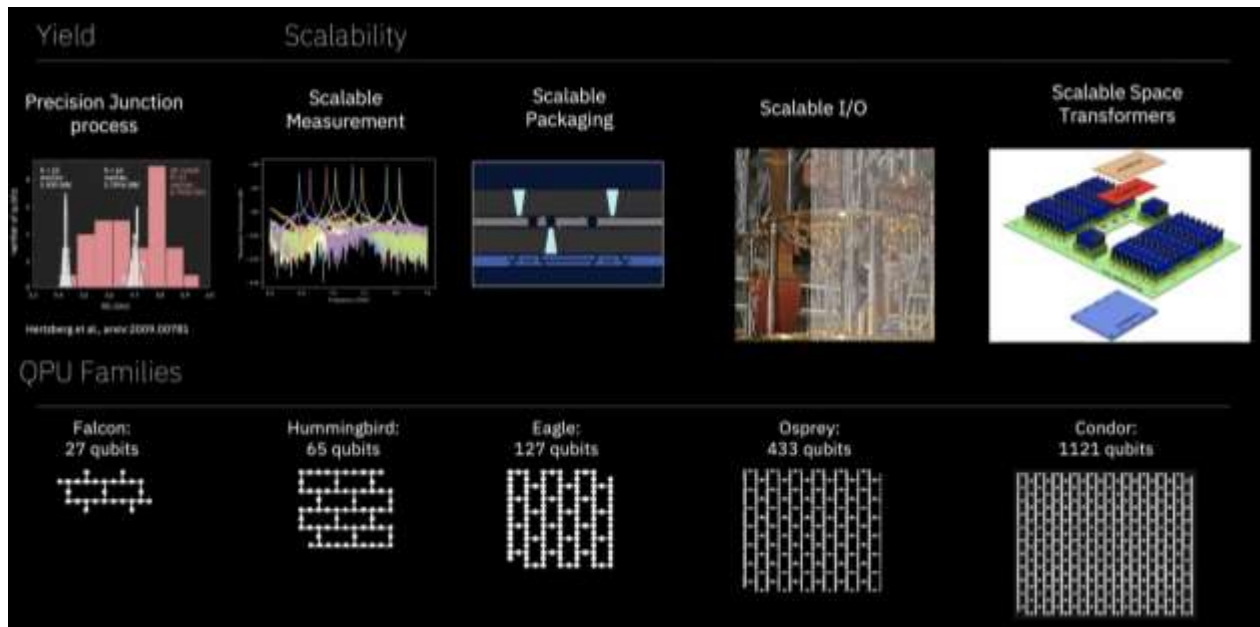 Yield
Scalability
Precision Junction
process
Scalable
Measurement
Scalable
Packaging
Scalable I/O
Scalable Space
Transformers
Hertsberg et al., arxiv 2009.00781
QPU Families
Falcon:
27 qubits
Hummingbird:
65 qubits
Eagle:
127 qubits
Osprey:
433 qubits
Condor:
1121 qubits